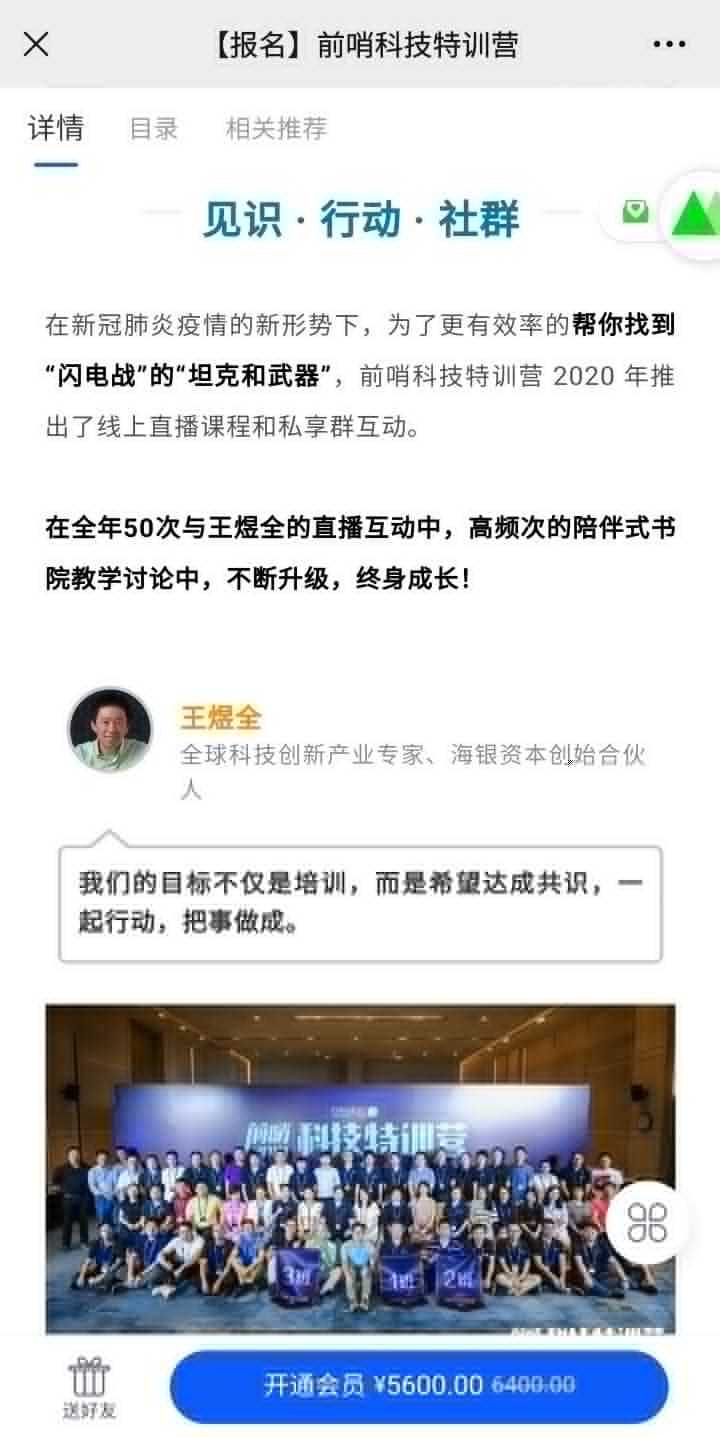 【报名】前哨科技特训营
详情 目录 相关推荐
见识 · 行动 · 社群
在新冠肺炎疫情的新形势下，为了更有效率的帮你找到
“闪电战”的“坦克和武器”，前哨科技特训营 2020 年推
出了线上直播课程和私享群互动。
在全年50次与王煜全的直播互动中，高频次的陪伴式书
院教学讨论中，不断升级，终身成长！
王煜全
全球科技创新产业专家、海银资本创始合伙
人
我们的目标不仅是培训，而是希望达成共识，一
起行动，把事做成。
前哨 科技特训营
3班 1班 2班
送好友
开通会员 ¥5600.00 6400.00